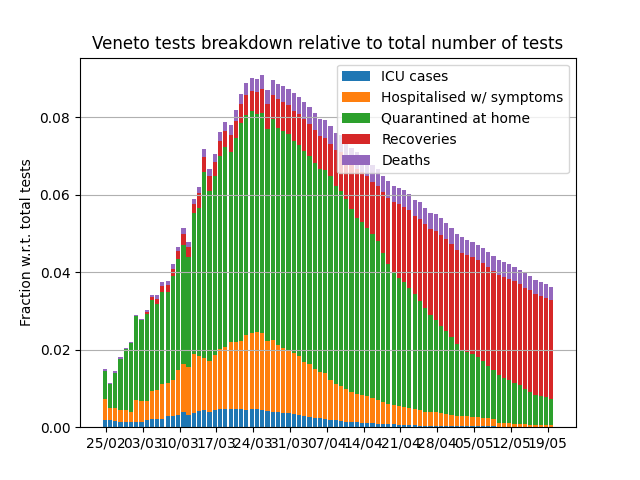 Veneto tests breakdown relative to total number of tests
ICU cases
Hospitalised w/ symptoms
Quarantined at home
Recoveries
Deaths
Fraction w.r.t. total tests
0.08
0.06
0.04
0.02
0.00
25/02 03/03 10/03 17/03 24/03 31/03 07/04 14/04 21/04 28/04 05/05 12/05 19/05